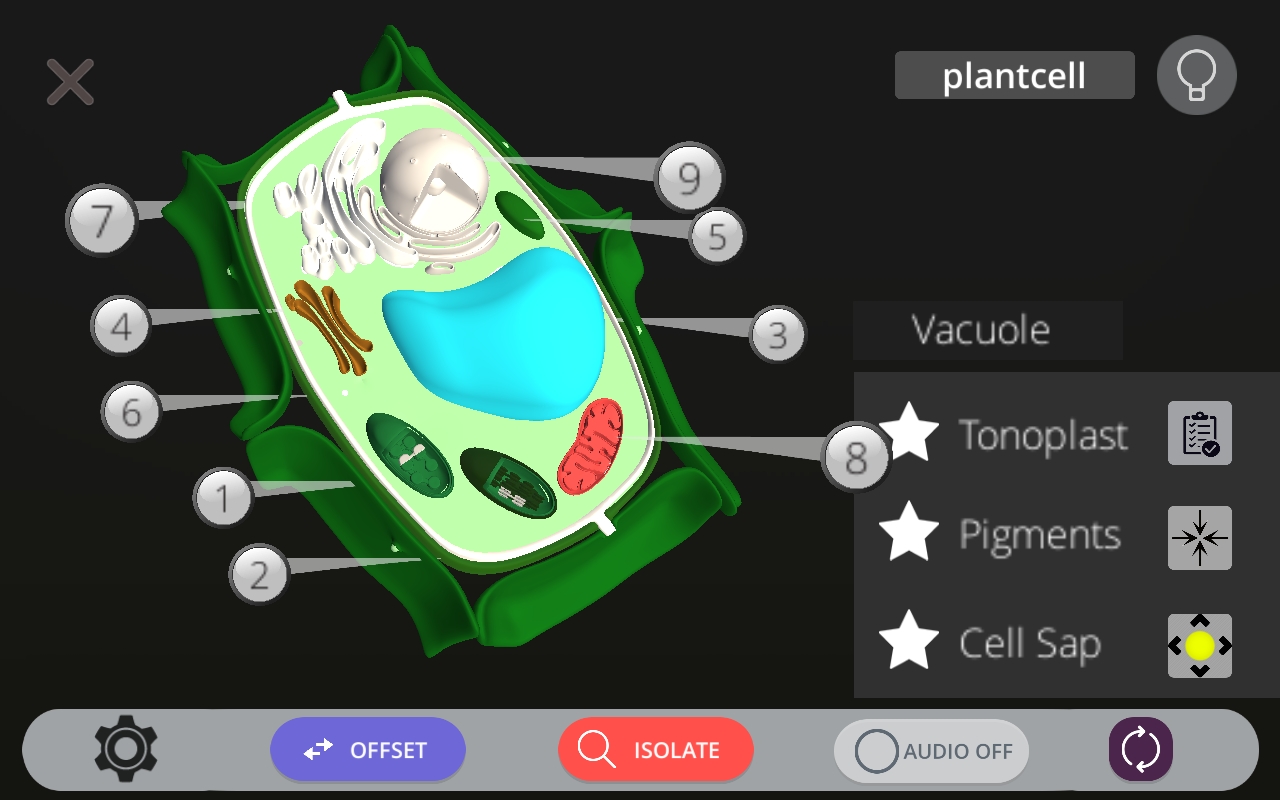 plantcell
9
7
5
4
3
Vacuole
6
Tonoplast
8
1
Pigments
2
Cell Sap
OFFSET
ISOLATE
AUDIO OFF